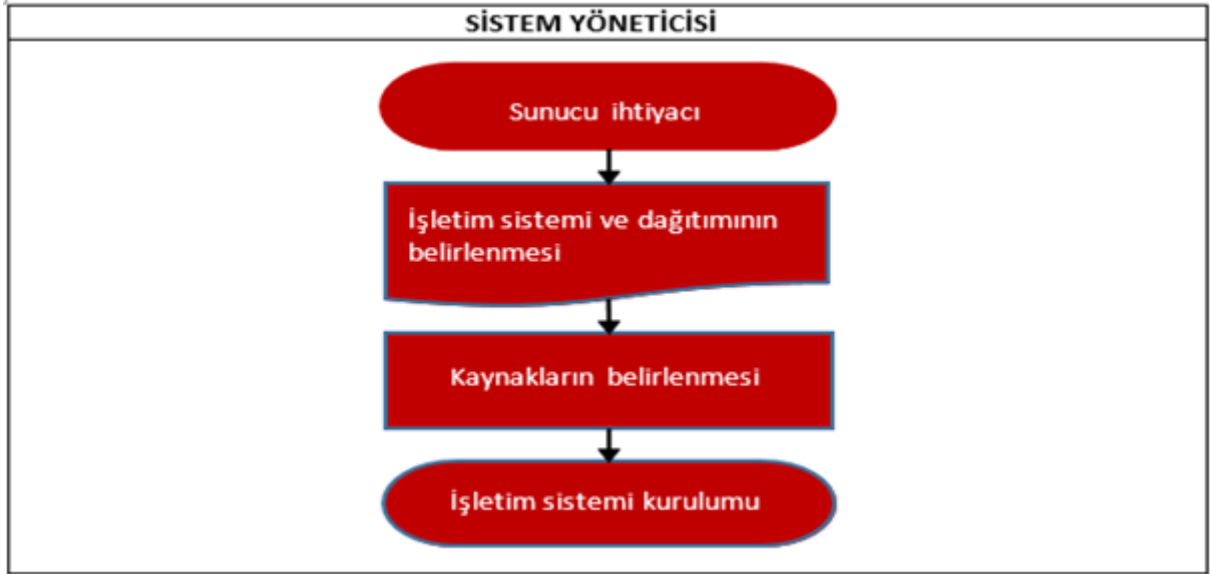 SİSTEM YÖNETİCİSİ
Sunucu ihtiyacı
İşletim sistemi ve dağıtımının
belirlenmesi
Kaynakların belirlenmesi
İşletim sistemi kurulumu